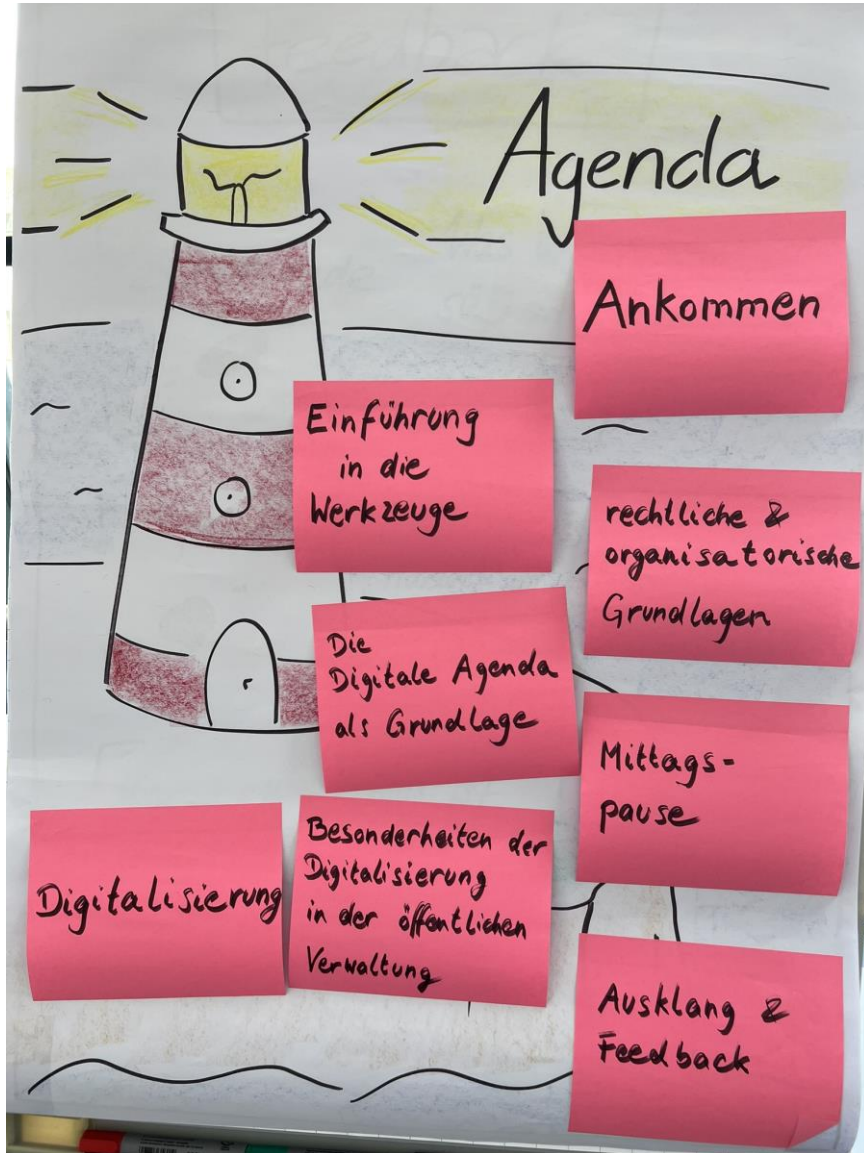 Agenda
Ankommen
Einführung
in die
Werkzeuge
rechtliche &
organisatorische
Grundlagen
Die
Digitale Agenda
als Grundlage
Mittags-
pause
Digitalisierung
Besonderheiten der
Digitalisierung
in der öffentlichen
Verwaltung
Ausklang &
Feedback